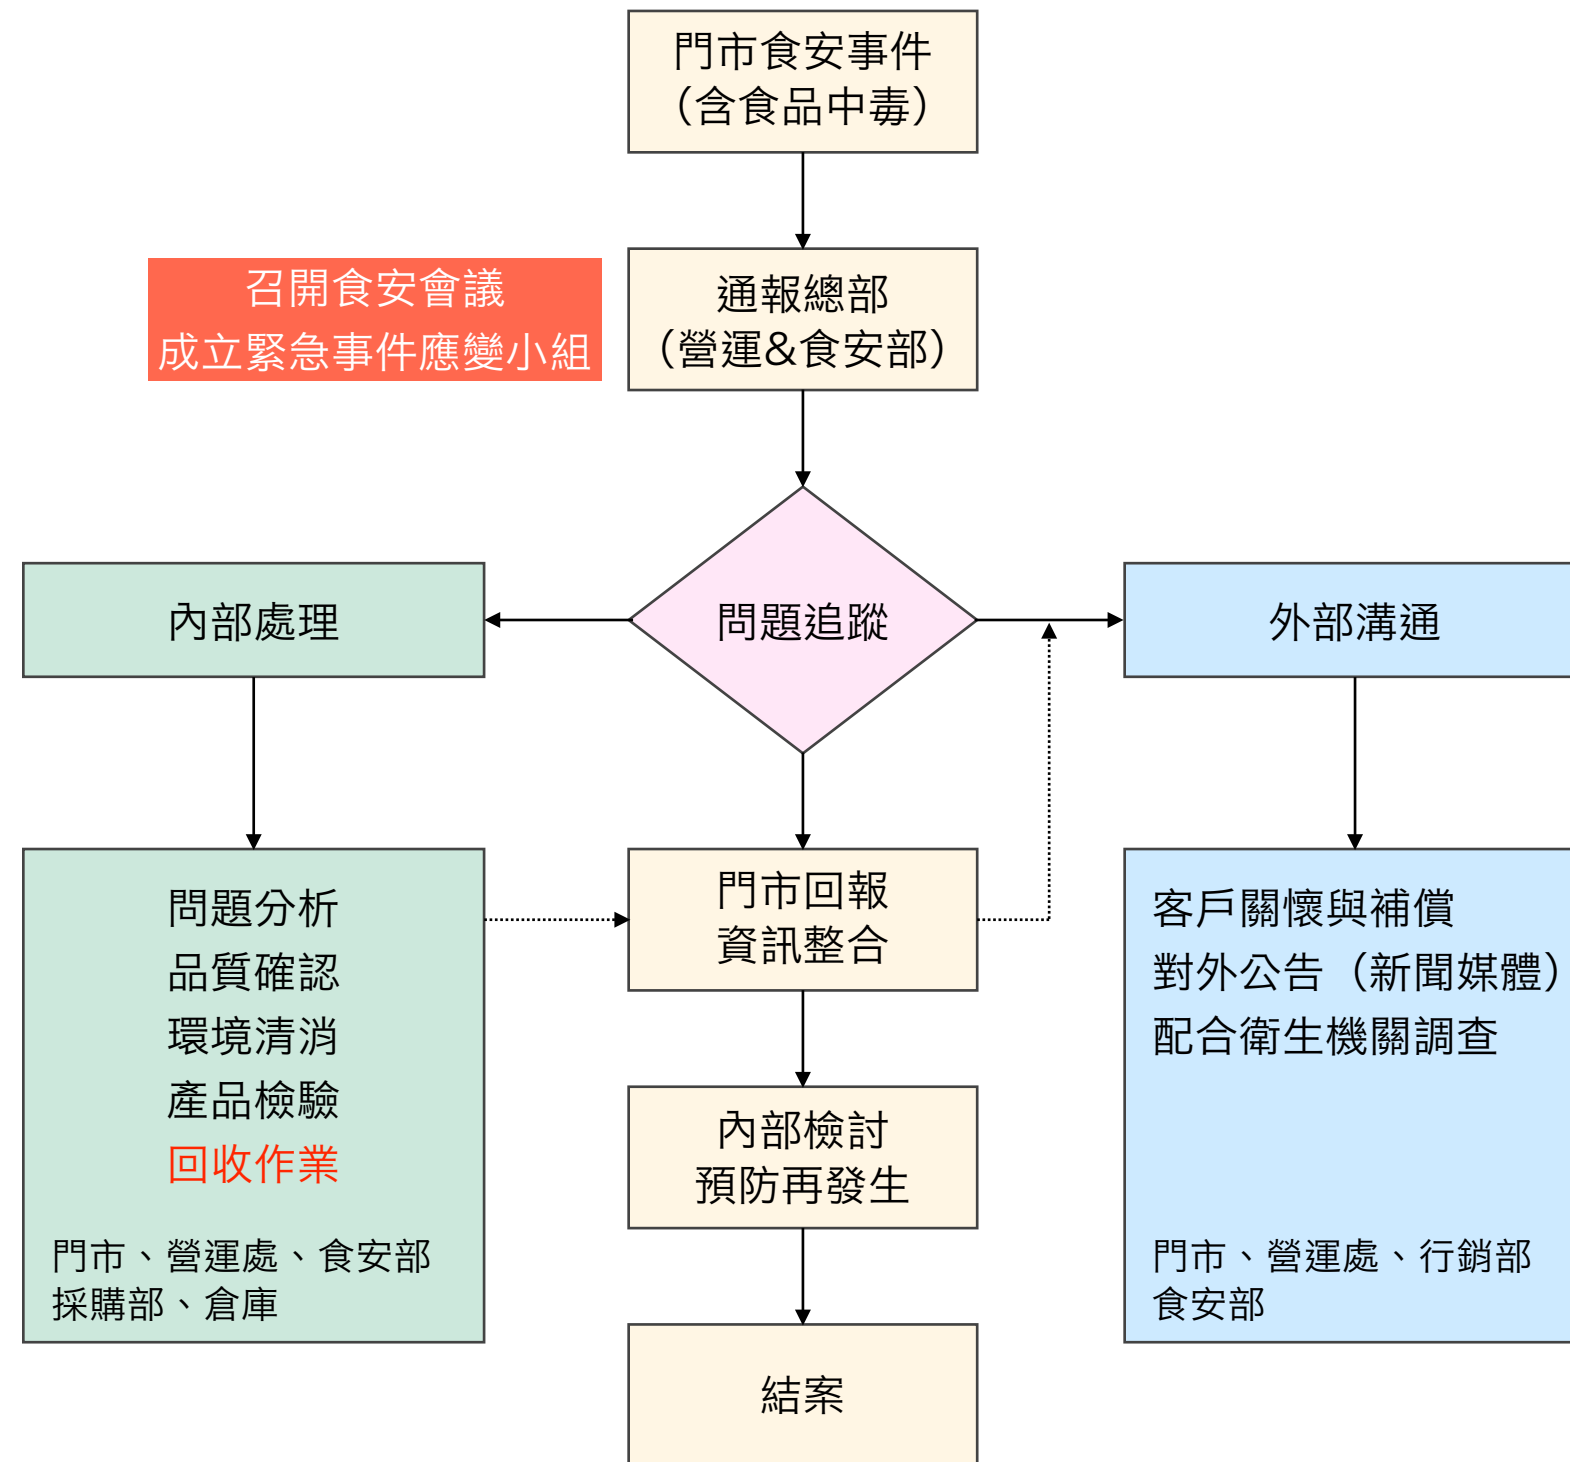 門市食安事件
（含食品中毒）
召開食安會議
成立緊急事件應變小組
通報總部
（營運&食安部）
內部處理
問題追蹤
外部溝通
問題分析
品質確認
環境清消
產品檢驗
回收作業
門市、營運處、食安部
採購部、倉庫
門市回報
資訊整合
客戶關懷與補償
對外公告（新聞媒體）
配合衛生機關調查
門市、營運處、行銷部
食安部
內部檢討
預防再發生
結案